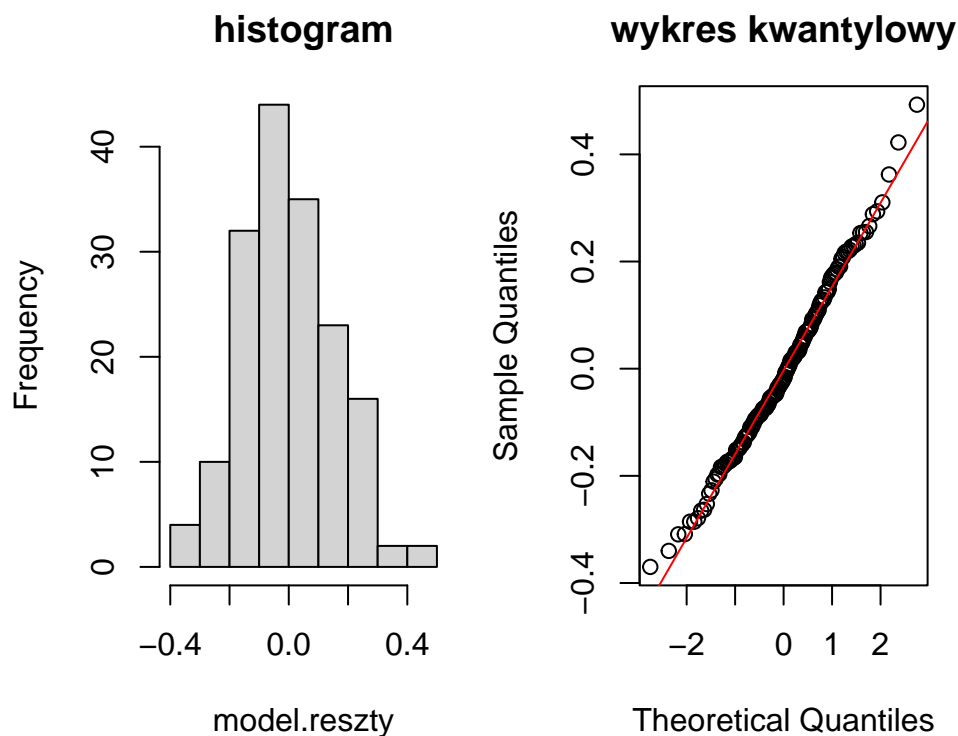 histogram
Frequency
0
10
20
30
40
−0.4
0.0
0.4
model.reszty
wykres kwantylowy
Sample Quantiles
−0.4
−0.2
0.0
0.2
0.4
−2
0
1
2
Theoretical Quantiles